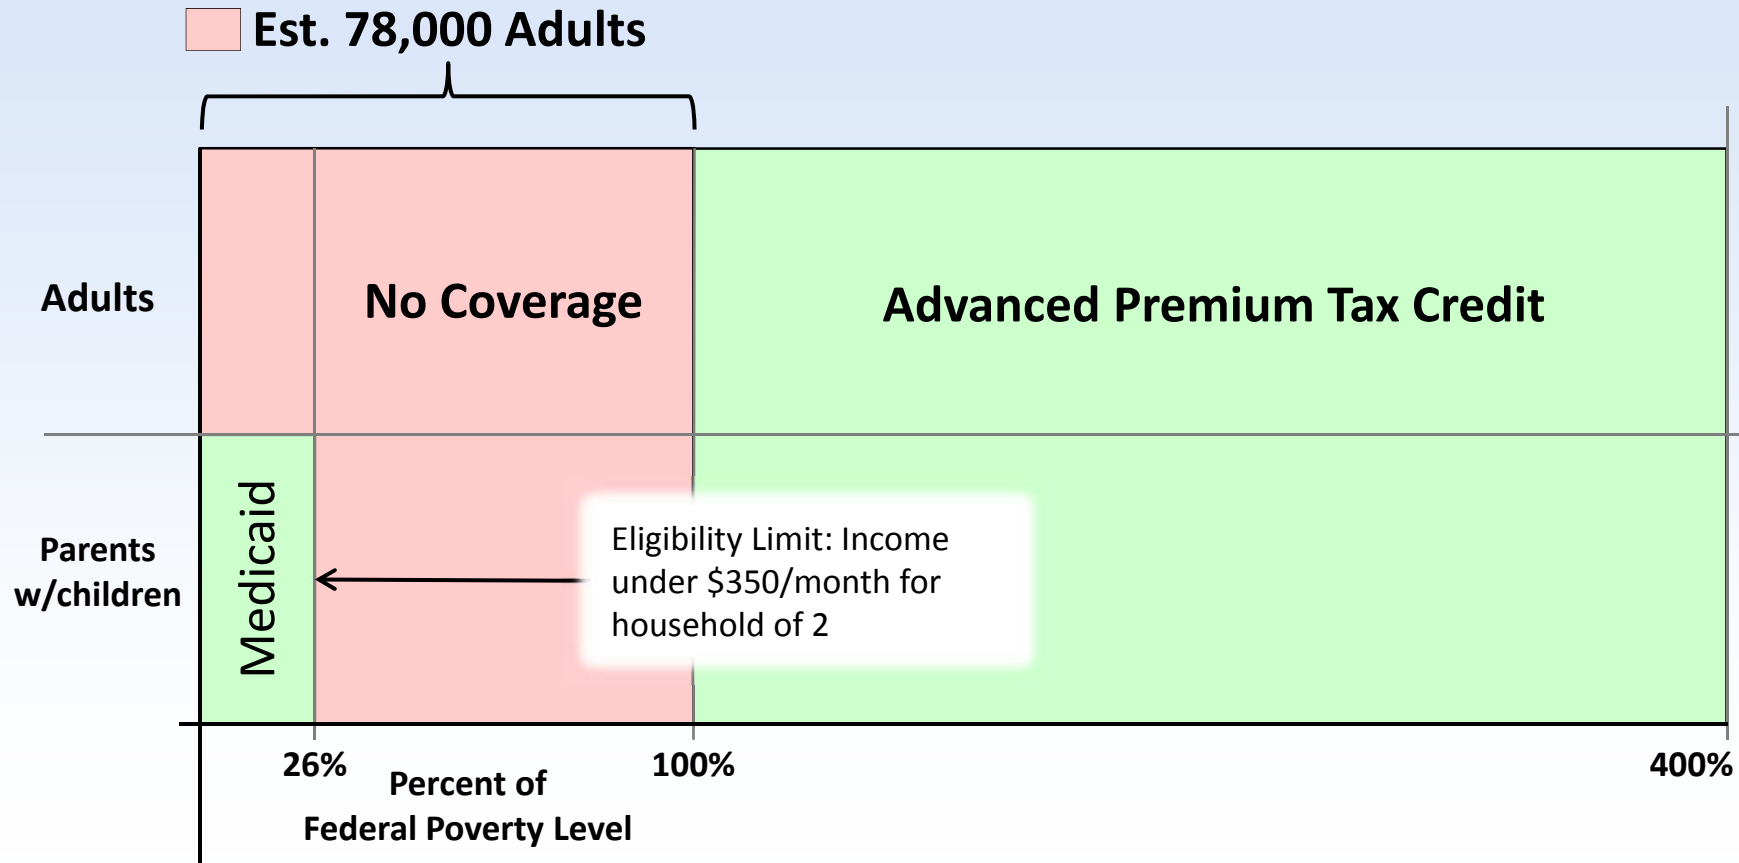 Est. 78,000 Adults
Adults
No Coverage
Advanced Premium Tax Credit
Parents
w/children
Medicaid
Eligibility Limit: Income
under $350/month for
household of 2
26%
100%
400%
Percent of
Federal Poverty Level